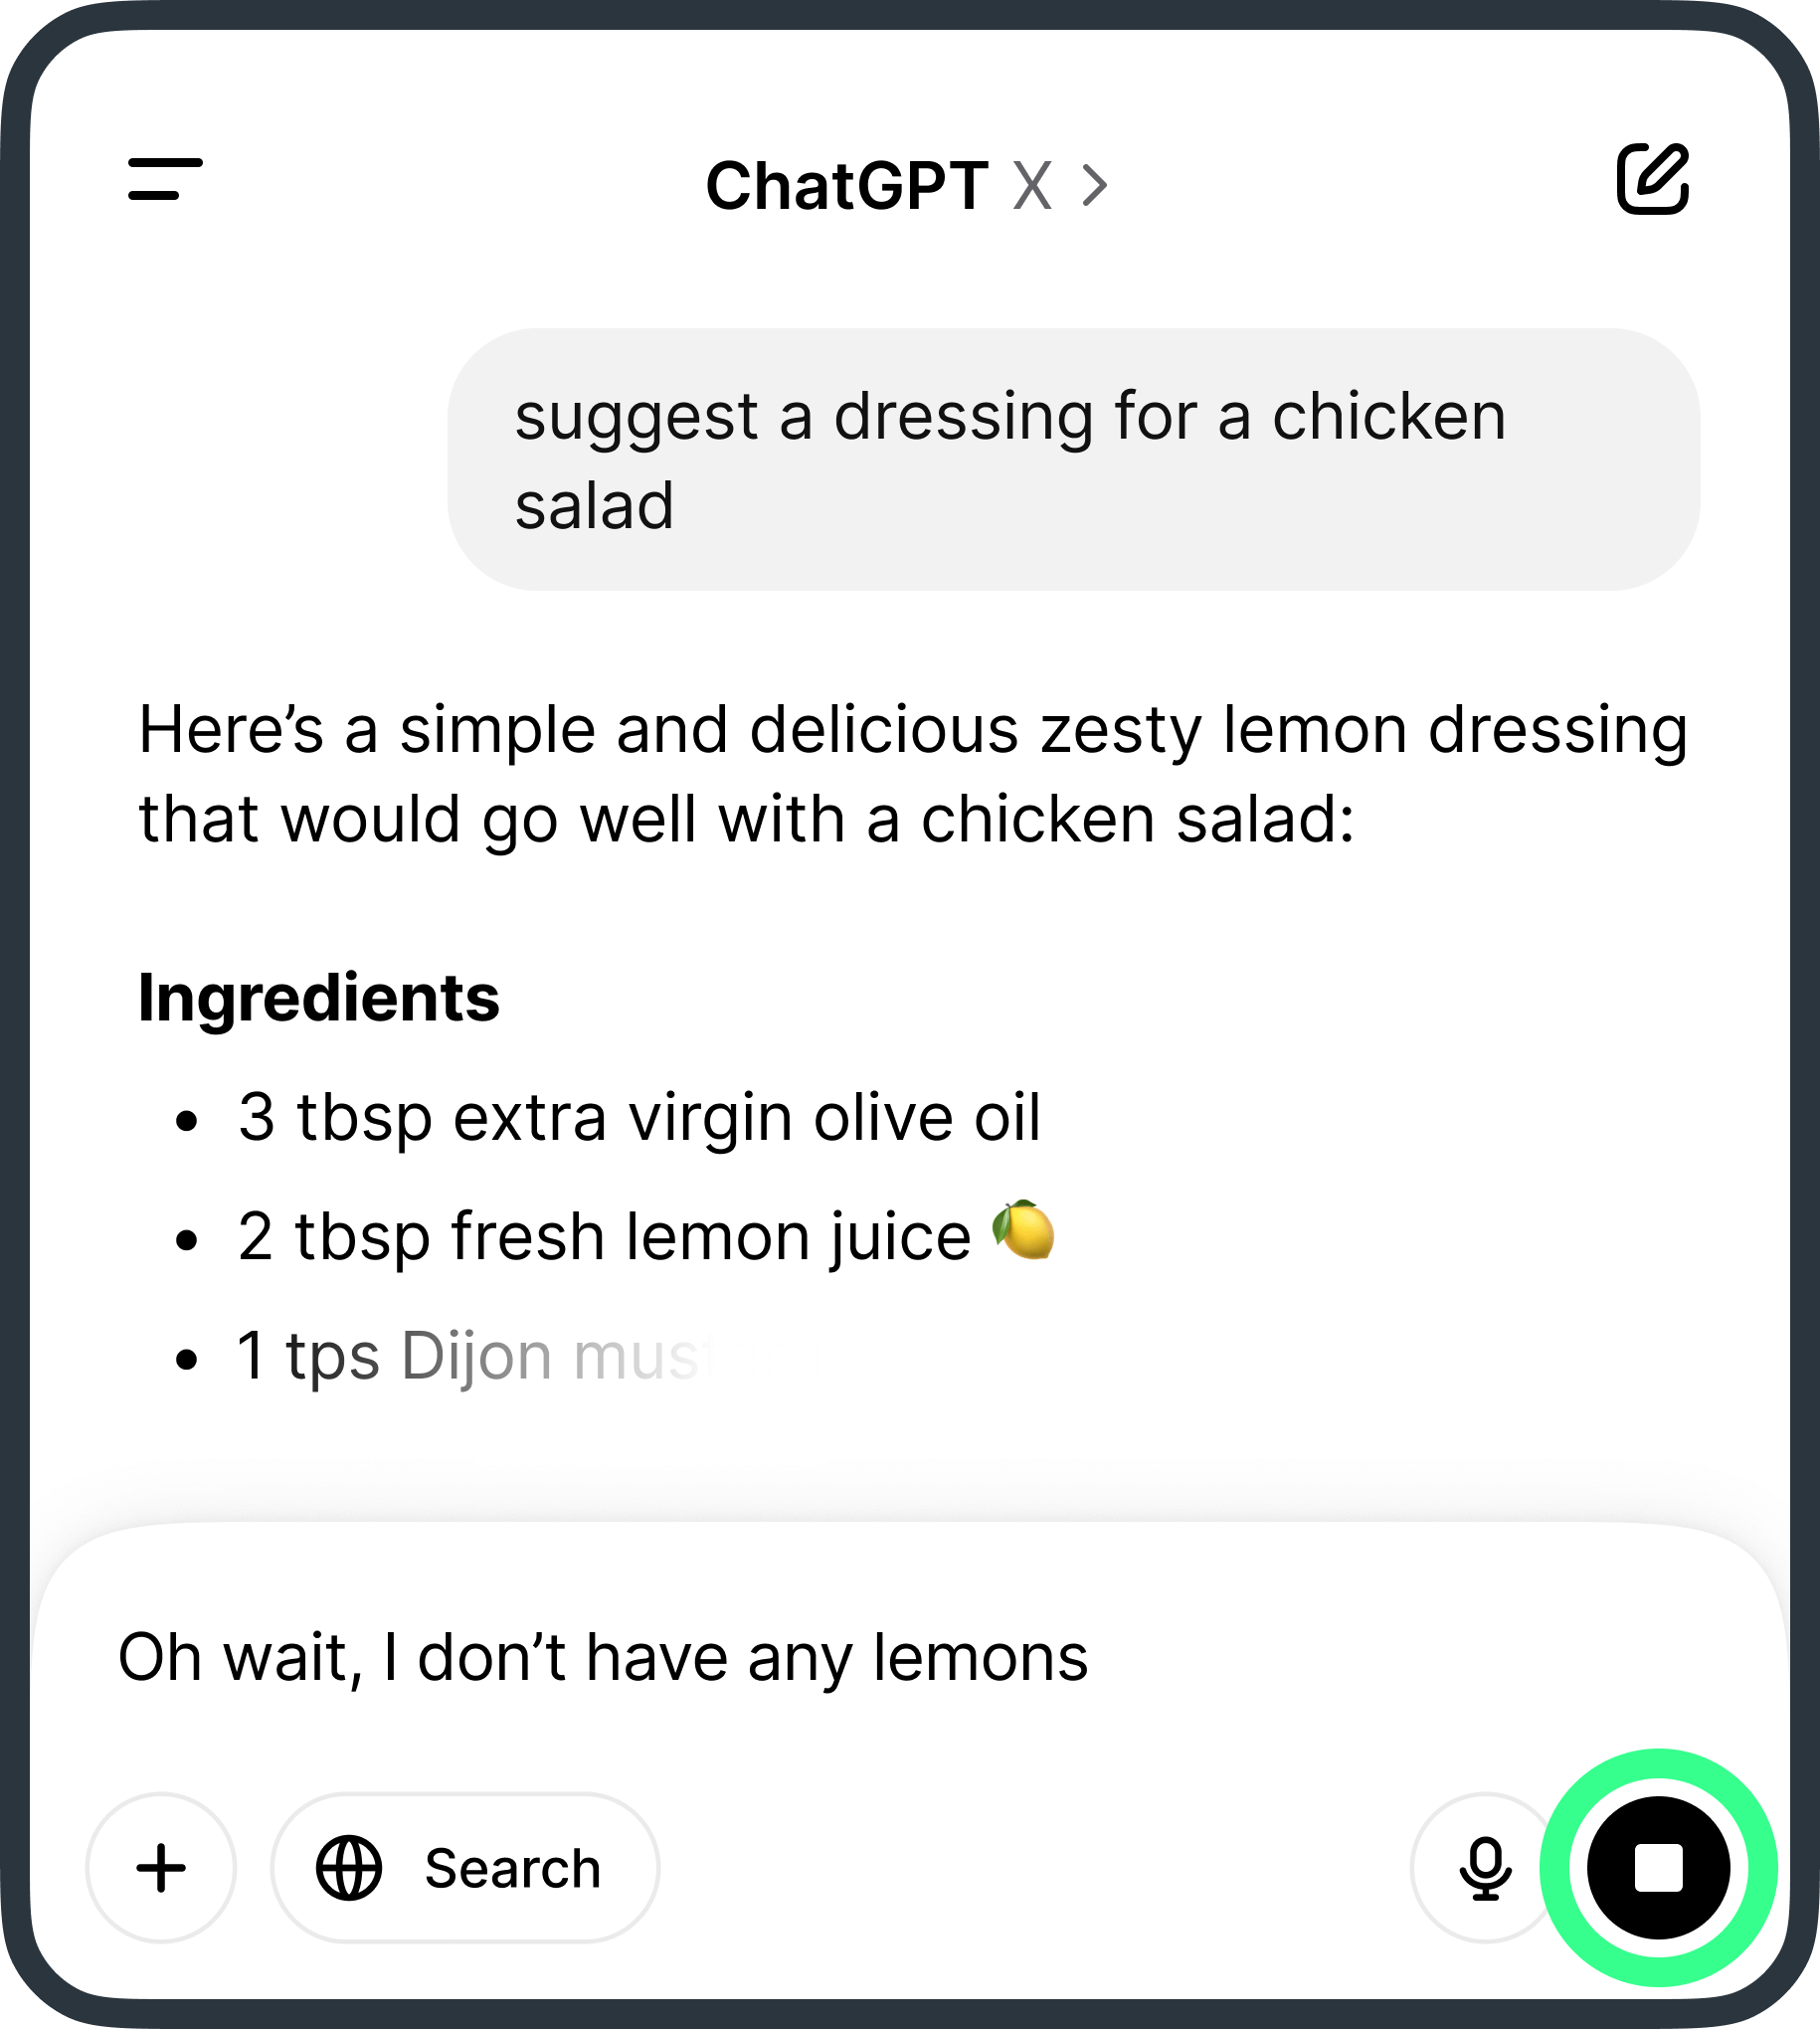 ChatGPT X >
suggest a dressing for a chicken
salad
Here’s a simple and delicious zesty lemon dressing
that would go well with a chicken salad:
Ingredients
• 3 tbsp extra virgin olive oil
• 2 tbsp fresh lemon juice 🍋
• 1 tps Dijon must
Oh wait, I don’t have any lemons
Search